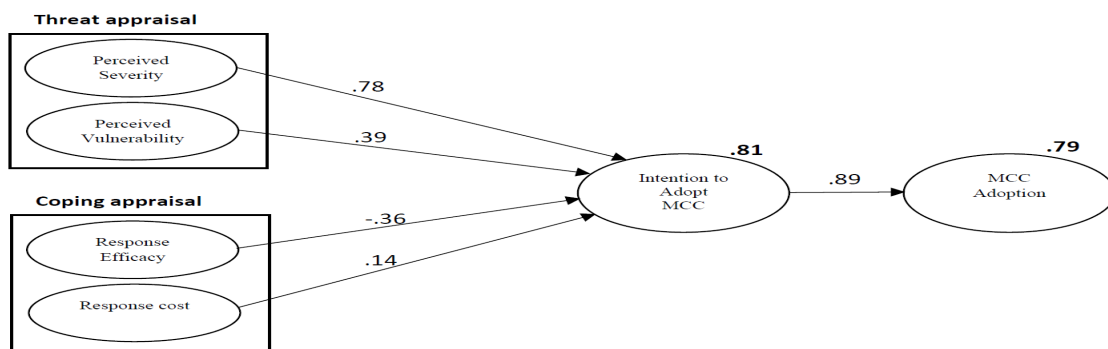 Threat appraisal
Perceived
Severity
.78
Perceived
Vulnerability
.39
.81
Intention to
Adopt
MCC
.89
.79
MCC
Adoption
Coping appraisal
Response
Efficacy
-.36
Response cost
.14